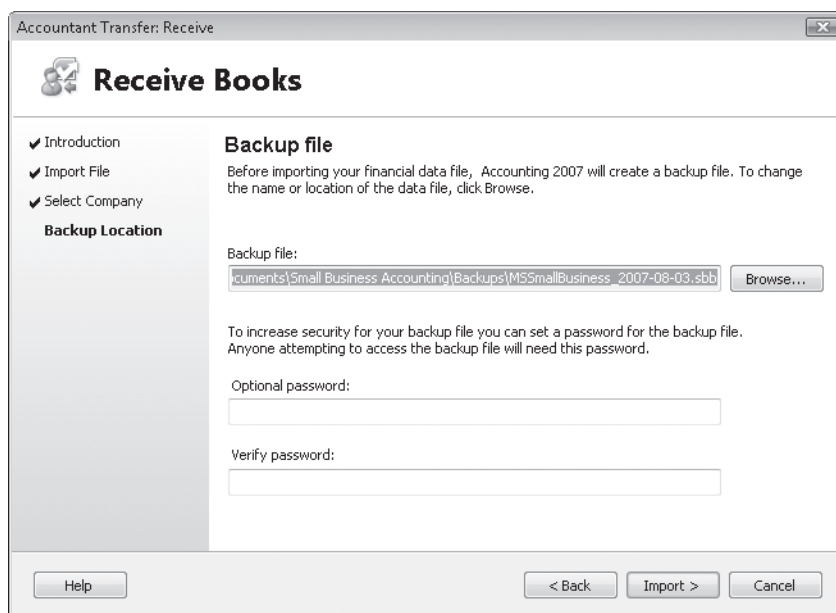 Accountant Transfer: Receive
Receive Books
Introduction
Import File
Select Company
Backup Location
Backup file
Before importing your financial data file, Accounting 2007 will create a backup file. To change
the name or location of the data file, click Browse.
Backup file:
cuments\Small Business Accounting\Backups\MSSmallBusiness_2007-08-03.sbb
Browse...
To increase security for your backup file you can set a password for the backup file.
Anyone attempting to access the backup file will need this password.
Optional password:
Verify password:
Help
< Back
Import >
Cancel